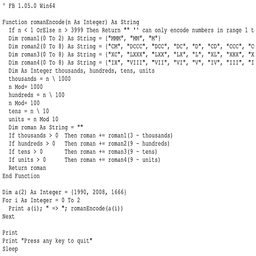 ' FB 1.05.0 Win64

Function romanEncode(n As Integer) As String
  If n < 1 OrElse n > 3999 Then Return "" '' can only encode numbers in range 1 t
  Dim roman1(0 To 2) As String = {"MMM", "MM", "M"}
  Dim roman2(0 To 8) As String = {"CM", "DCCC", "DCC", "DC", "D", "CD", "CCC", "C
  Dim roman3(0 To 8) As String = {"XC", "LXXX", "LXX", "LX", "L", "XL", "XXX", "X
  Dim roman4(0 To 8) As String = {"IX", "VIII", "VII", "VI", "V", "IV", "III", "I
  Dim As Integer thousands, hundreds, tens, units
  thousands = n \ 1000
  n Mod= 1000
  hundreds = n \ 100
  n Mod= 100
  tens = n \ 10
  units = n Mod 10
  Dim roman As String = ""
  If thousands > 0  Then roman += roman1(3 - thousands)
  If hundreds > 0   Then roman += roman2(9 - hundreds)
  If tens > 0       Then roman += roman3(9 - tens)
  If units > 0      Then roman += roman4(9 - units)
  Return roman
End Function

Dim a(2) As Integer = {1990, 2008, 1666}
For i As Integer = 0 To 2
  Print a(i); " => "; romanEncode(a(i))
Next

Print
Print "Press any key to quit"
Sleep